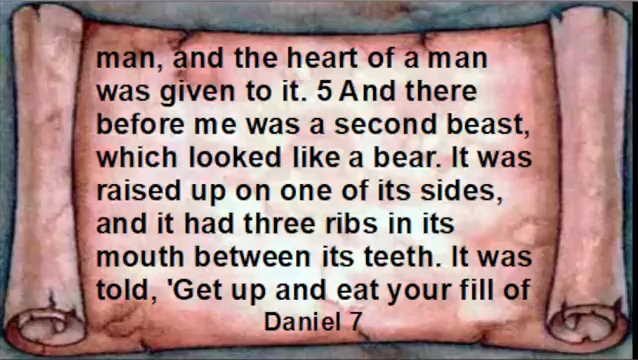 man, and the heart of a man
was given to it. 5 And there
before me was a second beast,
which looked like a bear. It was
raised up on one of its sides,
and it had three ribs in its
mouth between its teeth. It was
told, 'Get up and eat your fill of
Daniel 7